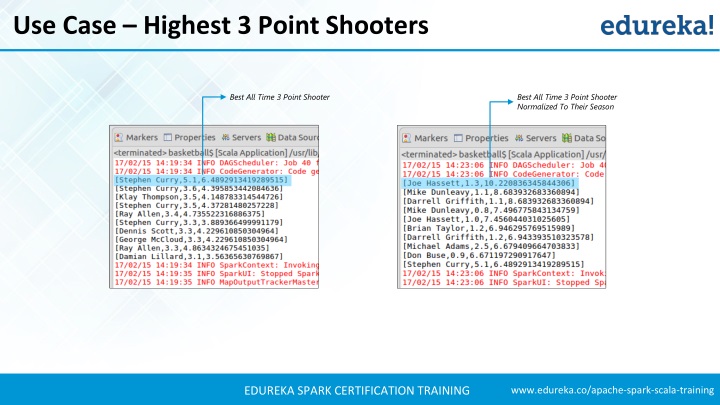 Use Case – Highest 3 Point Shooters
edureka!
Best All Time 3 Point Shooter
Markers Properties Servers Data Sour
<terminated> basketball$ [Scala Application] /usr/lib
17/02/15 14:19:34 INFO DAGScheduler: Job 40 f
17/02/15 14:19:34 INFO CodeGenerator: Code ge
[Stephen Curry,5.1,6.4892913419289515]
[Stephen Curry,3.6,4.395853442084636]
[Klay Thompson,3.5,4.148783314544726]
[Stephen Curry,3.5,4.37281480257228]
[Ray Allen,3.4,4.735522316886375]
[Stephen Curry,3.3,3.889366499991179]
[Dennis Scott,3.3,4.229610850304964]
[George McCloud,3.3,4.229610850304964]
[Ray Allen,3.3,4.8634324675451035]
[Damian Lillard,3.1,3.56365630769867]
17/02/15 14:19:34 INFO SparkContext: Invoking
17/02/15 14:19:35 INFO SparkUI: Stopped Spark
17/02/15 14:19:35 INFO MapOutputTrackerMaster
Best All Time 3 Point Shooter
Normalized To Their Season
Markers Properties Servers Data So
<terminated> basketball$ [Scala Application] /usr/
17/02/15 14:23:06 INFO DAGScheduler: Job 4
17/02/15 14:23:06 INFO CodeGenerator: Code
[Joe Hassett,1.3,10.220836345844306]
[Mike Dunleavy,1.1,8.683932683360894]
[Darrell Griffith,1.1,8.683932683360894]
[Mike Dunleavy,0.8,7.496775843134759]
[Joe Hassett,1.0,7.456044031025605]
[Brian Taylor,1.2,6.946295769515989]
[Darrell Griffith,1.2,6.943393510323578]
[Michael Adams,2.5,6.679409664703833]
[Don Buse,0.9,6.671197290917647]
[Stephen Curry,5.1,6.4892913419289515]
17/02/15 14:23:06 INFO SparkContext: Invok
17/02/15 14:23:06 INFO SparkUI: Stopped Sp
EDUREKA SPARK CERTIFICATION TRAINING
www.edureka.co/apache-spark-scala-training